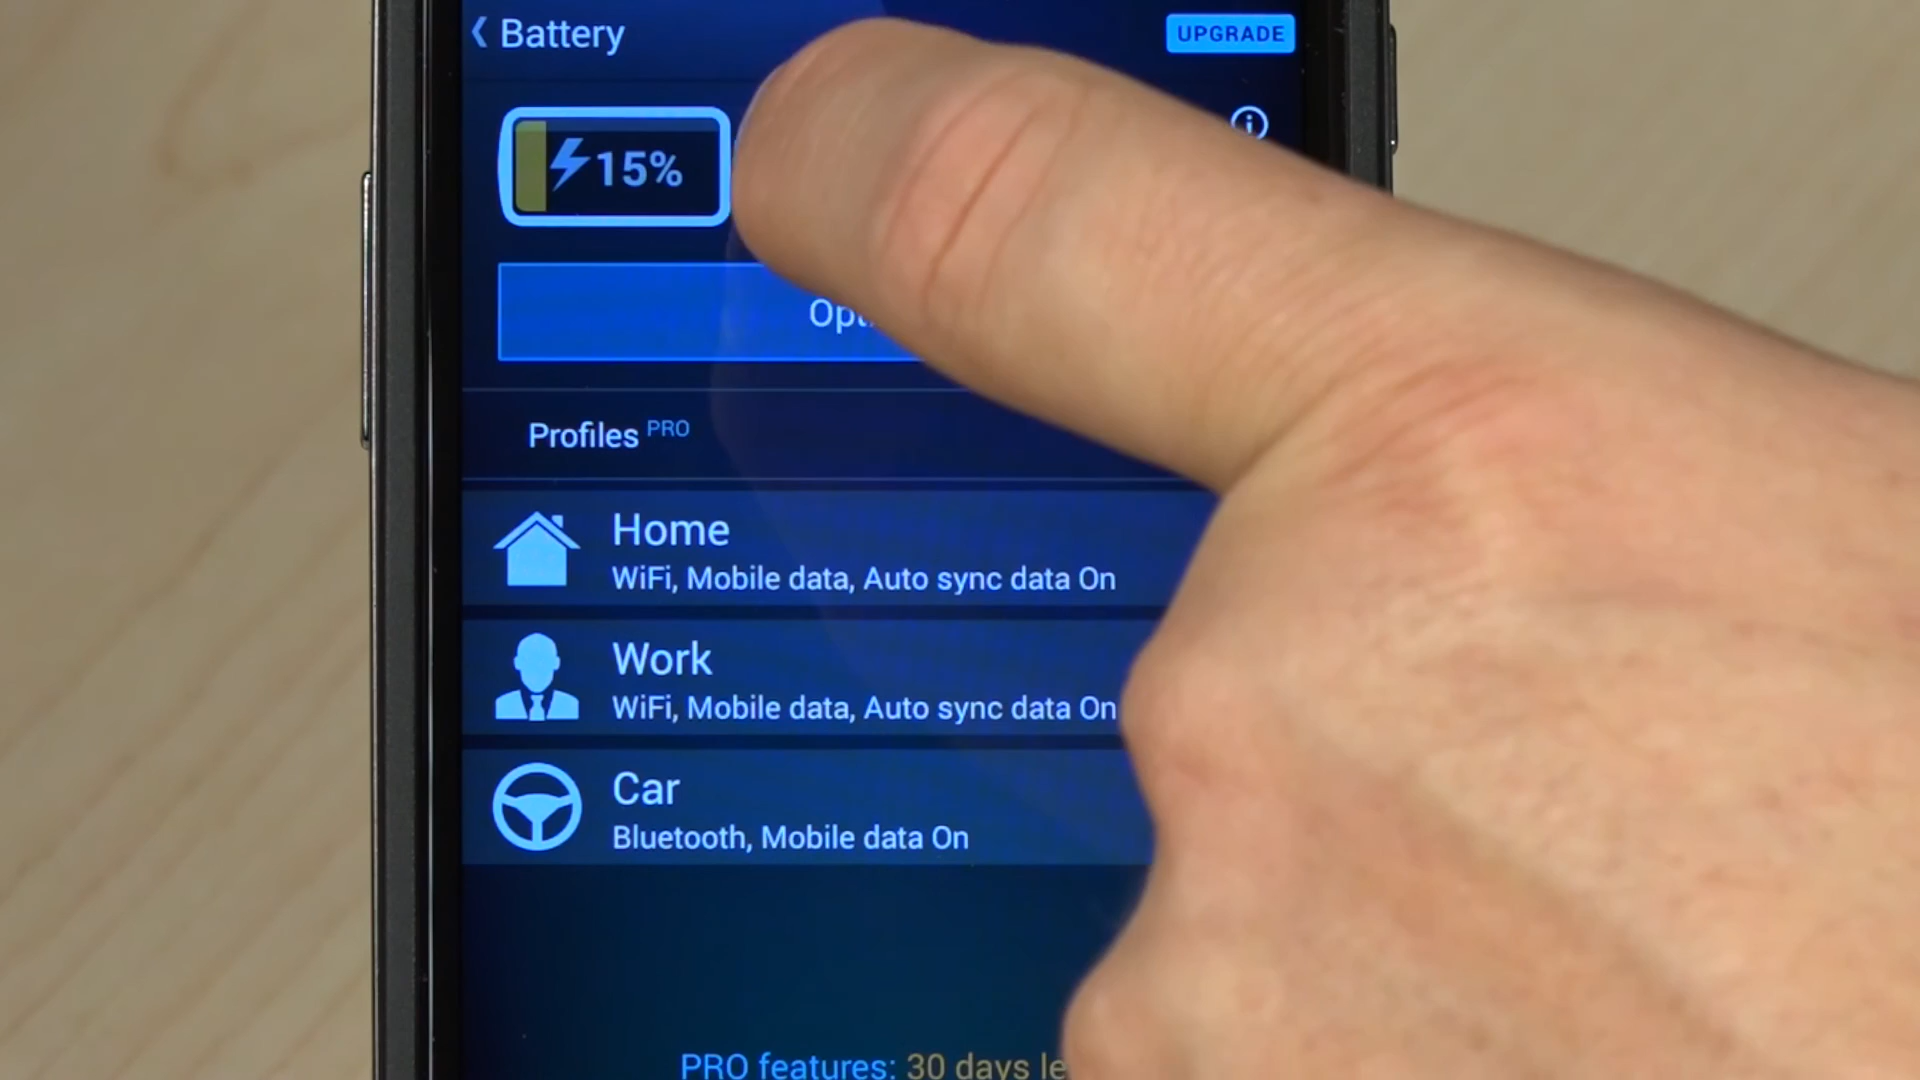 Battery
UPGRADE
15%
Profiles PRO
Home
WiFi, Mobile data, Auto sync data On
Work
WiFi, Mobile data, Auto sync data On
Car
Bluetooth, Mobile data On
PRO features: 30 days